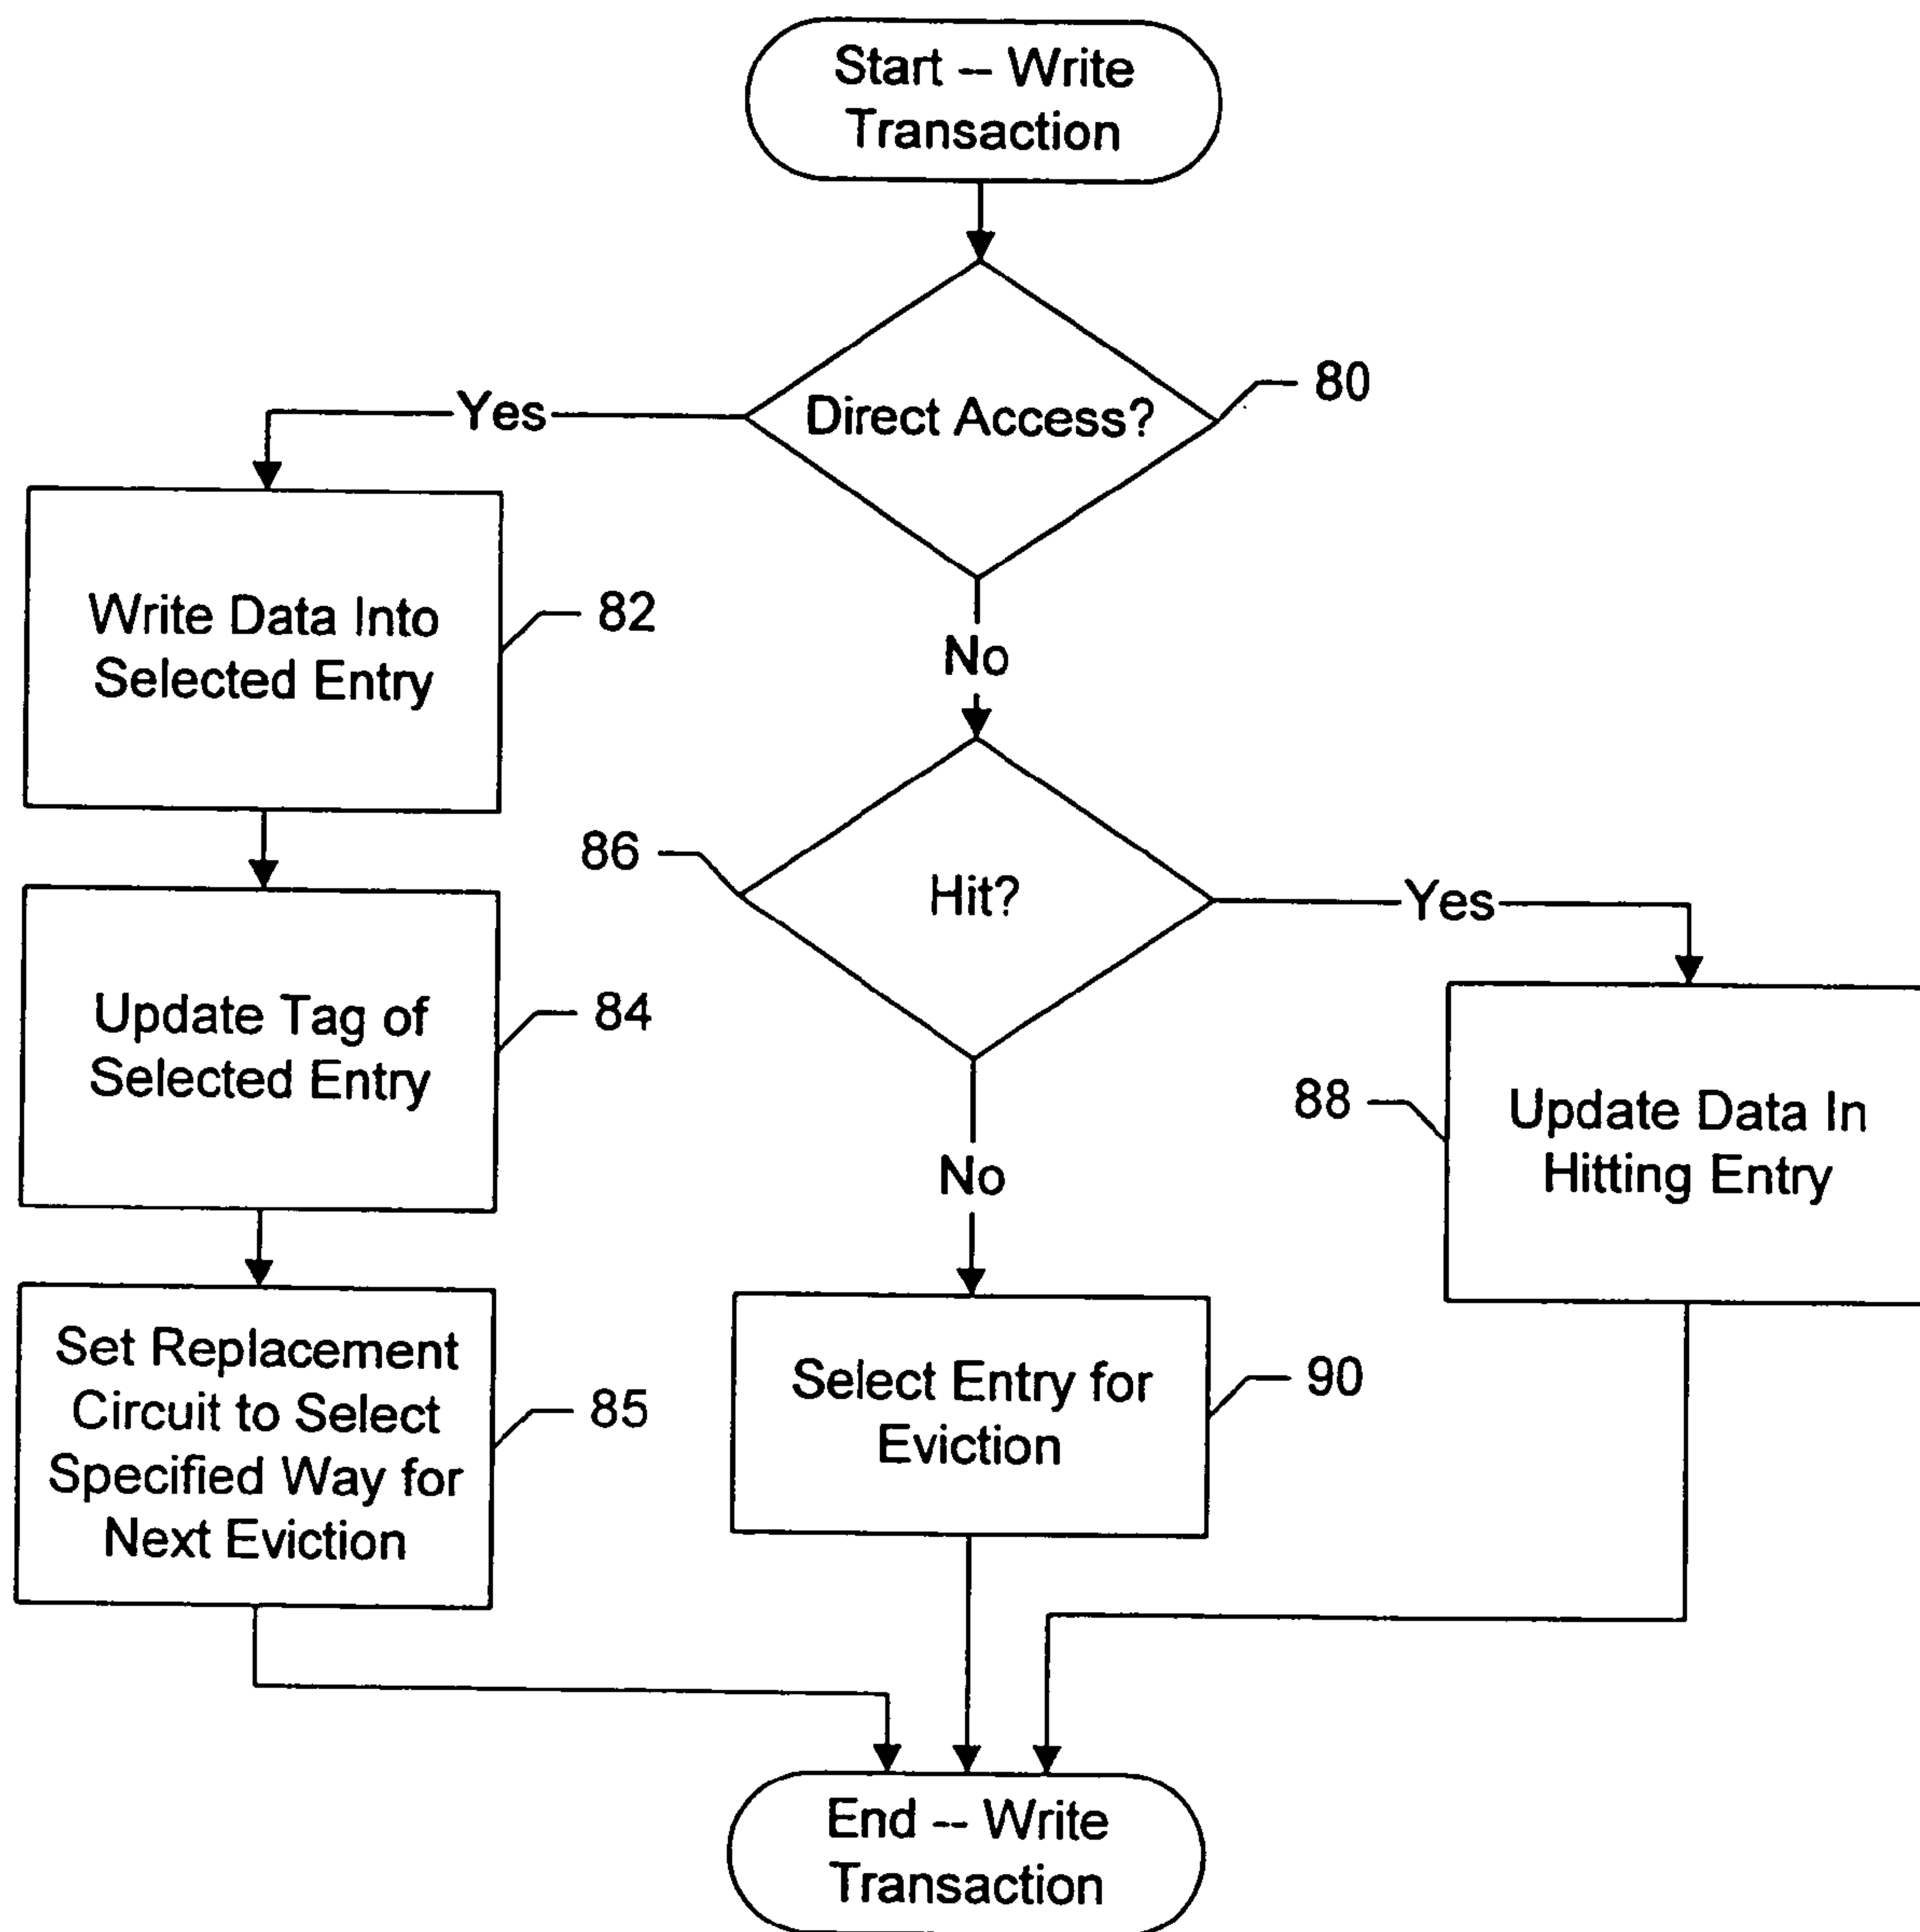 Start -- Write
Transaction
Direct Access?
80
Yes
Write Data Into
Selected Entry
82
No
Update Tag of
Selected Entry
84
86
Hit?
Yes
88
Update Data In
Hitting Entry
No
Set Replacement
Circuit to Select
Specified Way for
Next Eviction
85
Select Entry for
Eviction
90
End -- Write
Transaction